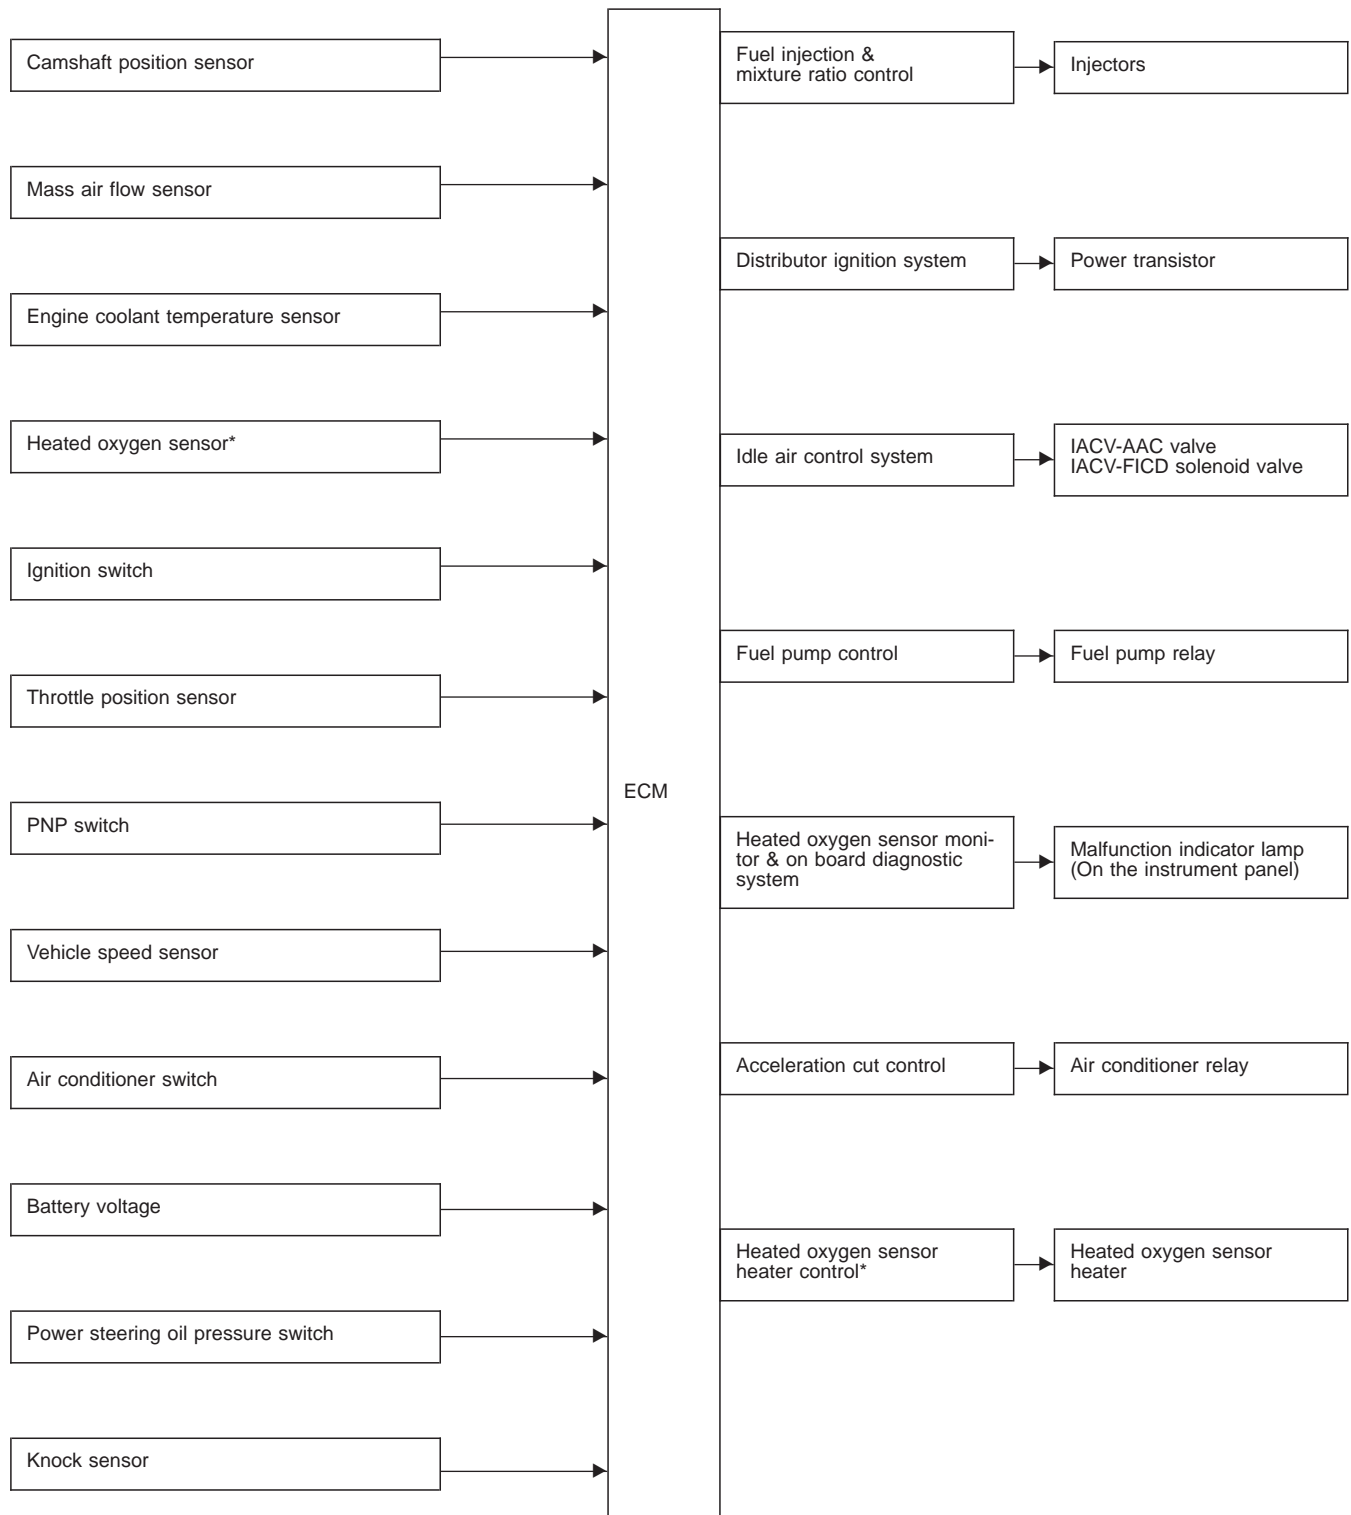 Camshaft position sensor
Mass air flow sensor
Engine coolant temperature sensor
Heated oxygen sensor*
Ignition switch
Throttle position sensor
PNP switch
Vehicle speed sensor
Air conditioner switch
Battery voltage
Power steering oil pressure switch
Knock sensor
ECM
Fuel injection &
mixture ratio control
Injectors
Distributor ignition system
Power transistor
Idle air control system
IACV-AAC valve
IACV-FICD solenoid valve
Fuel pump control
Fuel pump relay
Heated oxygen sensor moni-
tor & on board diagnostic
system
Malfunction indicator lamp
(On the instrument panel)
Acceleration cut control
Air conditioner relay
Heated oxygen sensor
heater control*
Heated oxygen sensor
heater